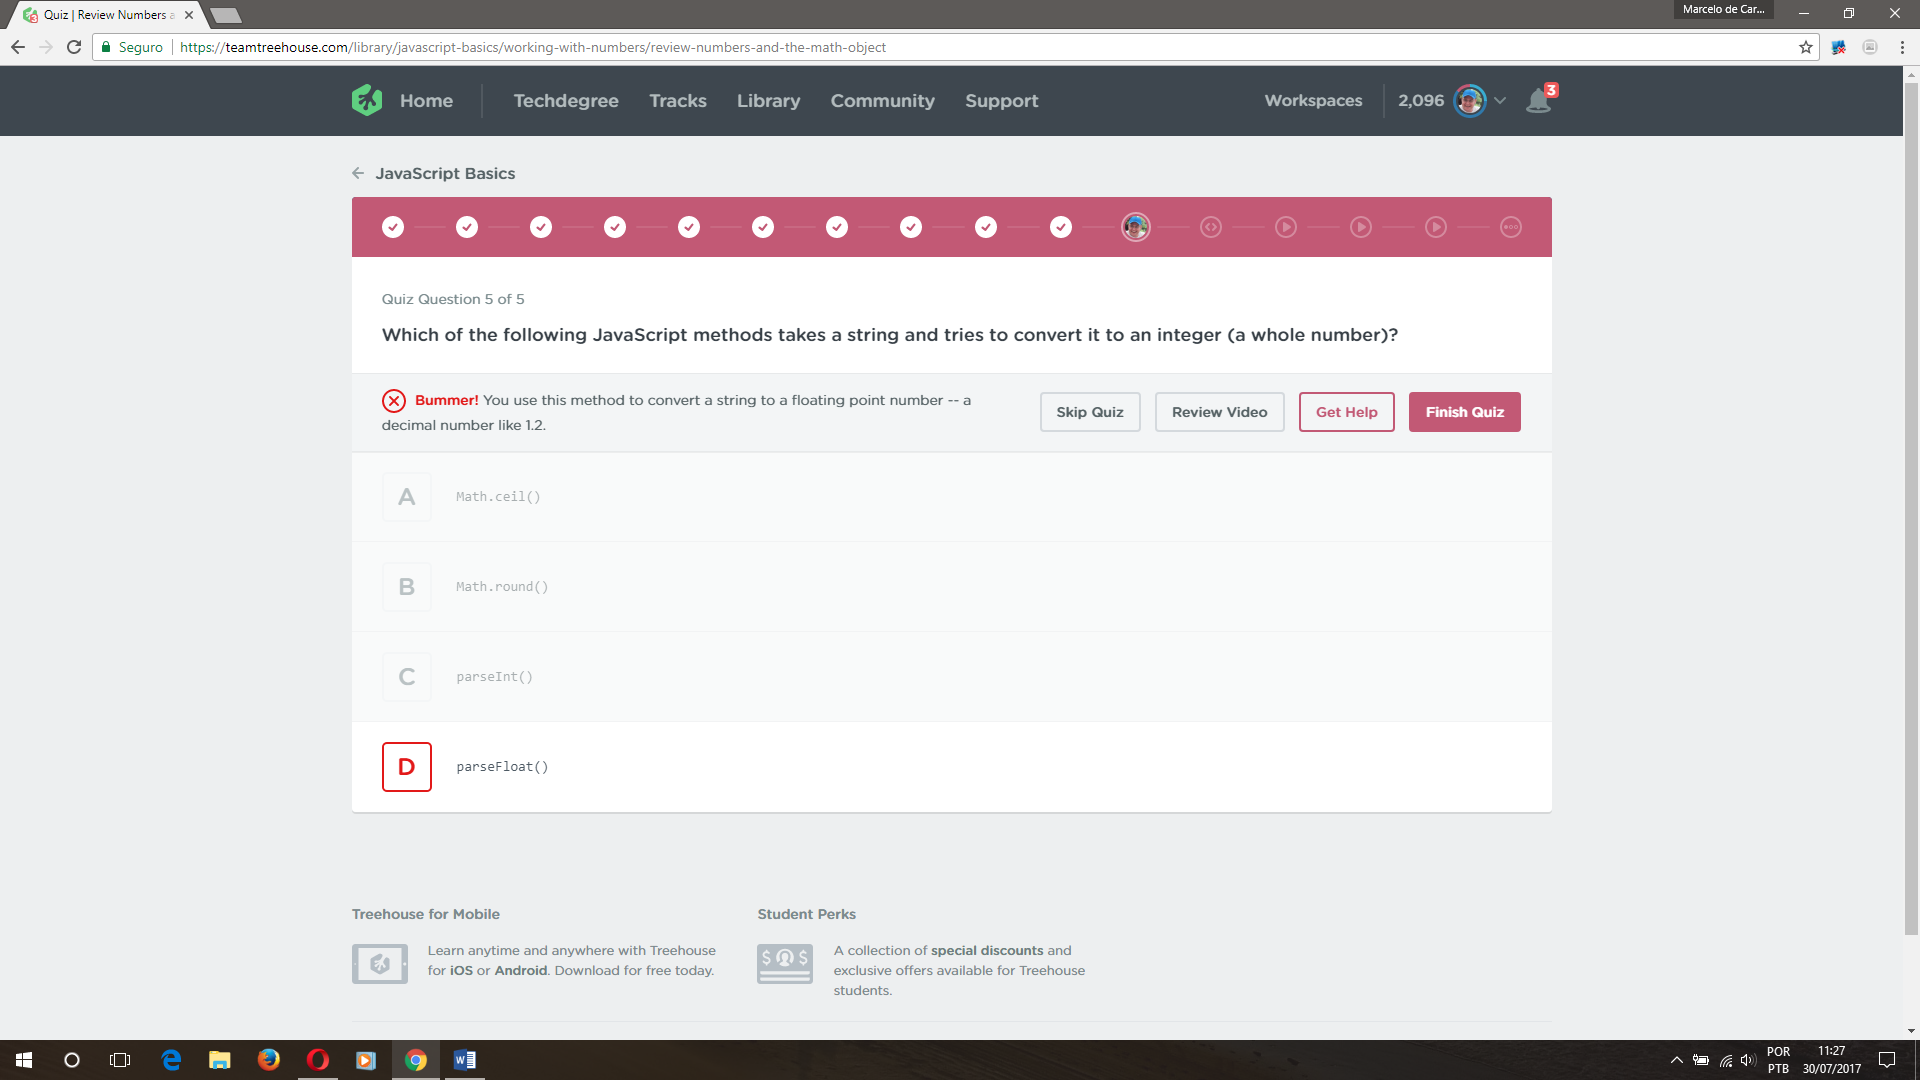 Quiz | Review Numbers a
Marcelo de Car...
Seguro
https://teamtreehouse.com/library/javascript-basics/working-with-numbers/review-numbers-and-the-math-object
Home
Techdegree
Tracks
Library
Community
Support
Workspaces
2,096
3
JavaScript Basics
Quiz Question 5 of 5
Which of the following JavaScript methods takes a string and tries to convert it to an integer (a whole number)?
Bummer! You use this method to convert a string to a floating point number -- a
decimal number like 1.2.
Skip Quiz
Review Video
Get Help
Finish Quiz
A
Math.ceil()
B
Math.round()
C
parseInt()
D
parseFloat()
Treehouse for Mobile
Learn anytime and anywhere with Treehouse
for iOS or Android. Download for free today.
Student Perks
A collection of special discounts and
exclusive offers available for Treehouse
students.
POR
PTB
11:27
30/07/2017